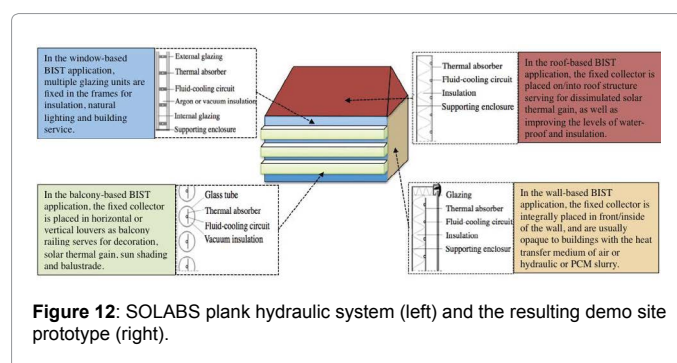 In the window-based
BIST application,
multiple glazing units are
fixed in the frames for
insulation, natural
lighting and building
service.
External glazing
Thermal absorber
Fluid-cooling circuit
Argon or vacuum insulation
Internal glazing
Supporting enclosure
Thermal absorber
Fluid-cooling circuit
Insulation
Supporting enclosure
In the roof-based BIST
application, the fixed collector is
placed on/into roof structure
serving for dissimulated solar
thermal gain, as well as
improving the levels of water-
proof and insulation.
In the balcony-based BIST
application, the fixed collector
is placed in horizontal or
vertical louvers as balcony
railing serves for decoration,
solar thermal gain, sun shading
and balustrade.
Glass tube
Thermal absorber
Fluid-cooling circuit
Vacuum insulation
Glazing
Thermal absorber
Fluid-cooling circuit
Insulation
Supporting enclosur
In the wall-based BIST
application, the fixed collector is
integrally placed in front/inside
of the wall, and are usually
opaque to buildings with the heat
transfer medium of air or
hydraulic or PCM slurry.
Figure 12: SOLABS plank hydraulic system (left) and the resulting demo site
prototype (right).